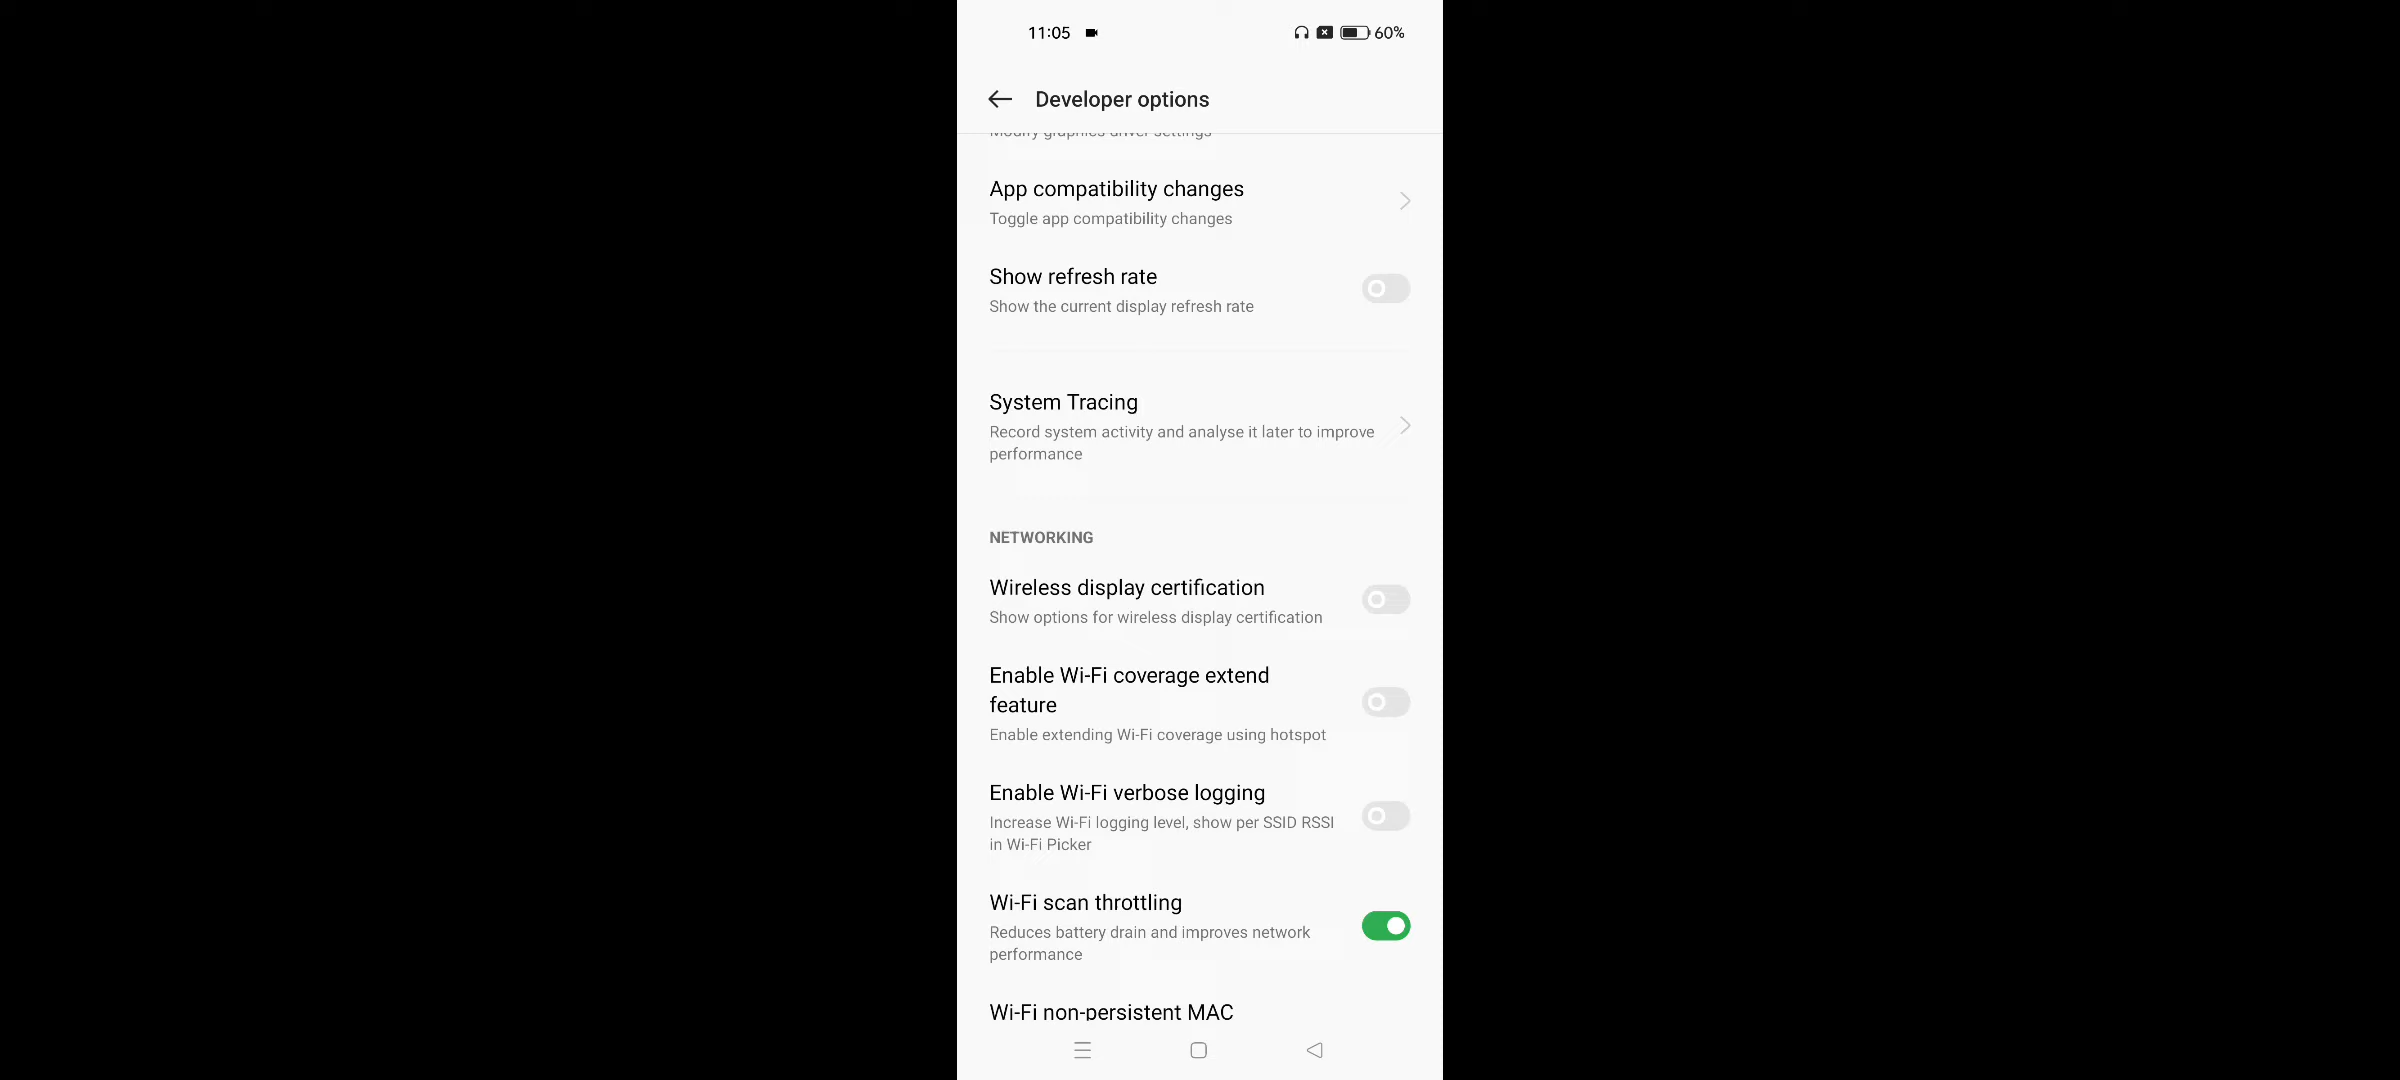 11:05
60%
Developer options
Modify graphics driver settings
App compatibility changes
Toggle app compatibility changes
Show refresh rate
Show the current display refresh rate
System Tracing
Record system activity and analyse it later to improve
performance
NETWORKING
Wireless display certification
Show options for wireless display certification
Enable Wi-Fi coverage extend
feature
Enable extending Wi-Fi coverage using hotspot
Enable Wi-Fi verbose logging
Increase Wi-Fi logging level, show per SSID RSSI
in Wi-Fi Picker
Wi-Fi scan throttling
Reduces battery drain and improves network
performance
Wi-Fi non-persistent MAC